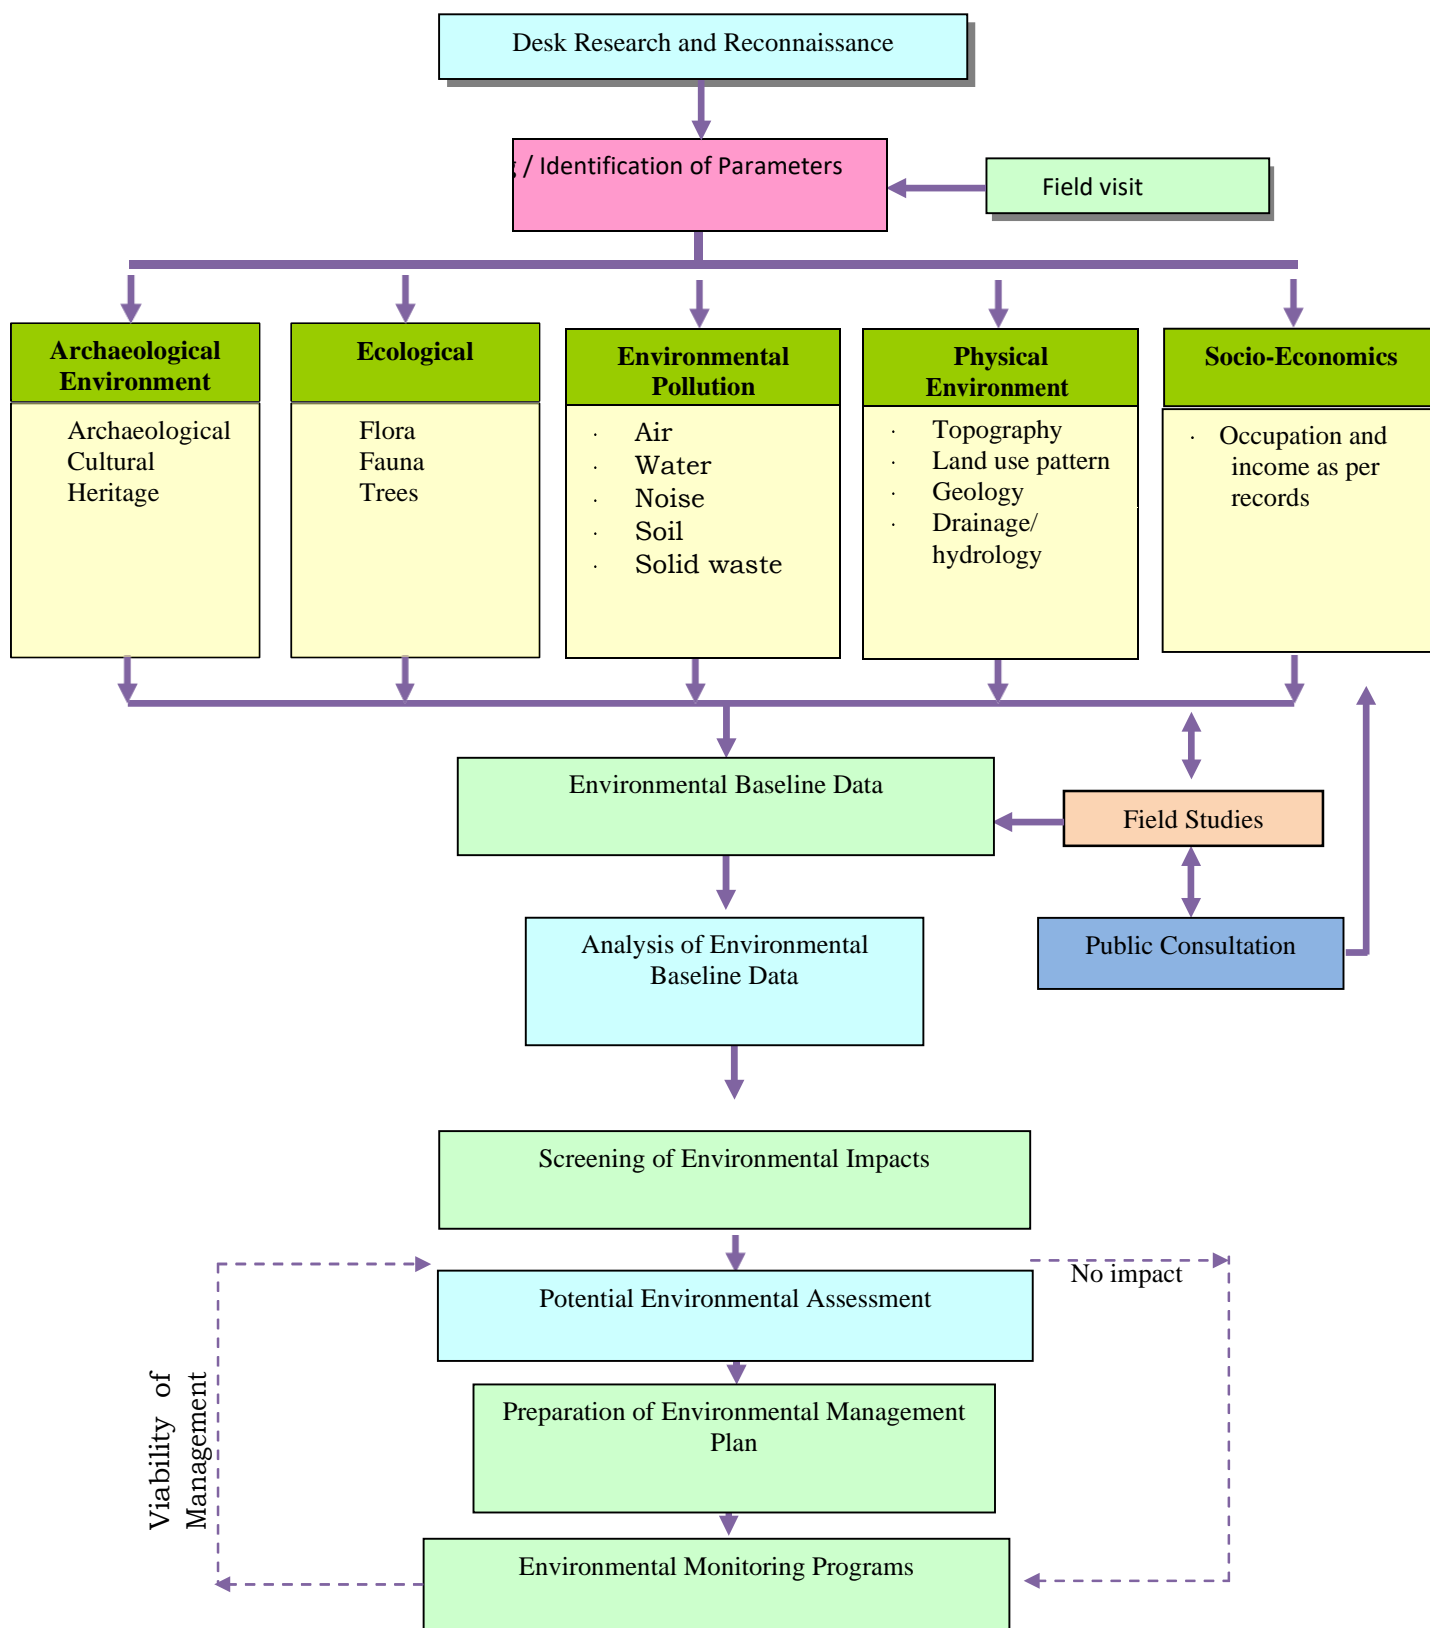 Desk Research and Reconnaissance
/ Identification of Parameters
Field visit
Archaeological
Environment
Archaeological
Cultural
Heritage
Ecological
Flora
Fauna
Trees
Environmental
Pollution
· Air
· Water
· Noise
· Soil
· Solid waste
Physical
Environment
· Topography
· Land use pattern
· Geology
· Drainage/
hydrology
Socio-Economics
· Occupation and
income as per
records
Environmental Baseline Data
Field Studies
Analysis of Environmental
Baseline Data
Public Consultation
Screening of Environmental Impacts
No impact
Potential Environmental Assessment
Viability of
Management
Preparation of Environmental Management
Plan
Environmental Monitoring Programs